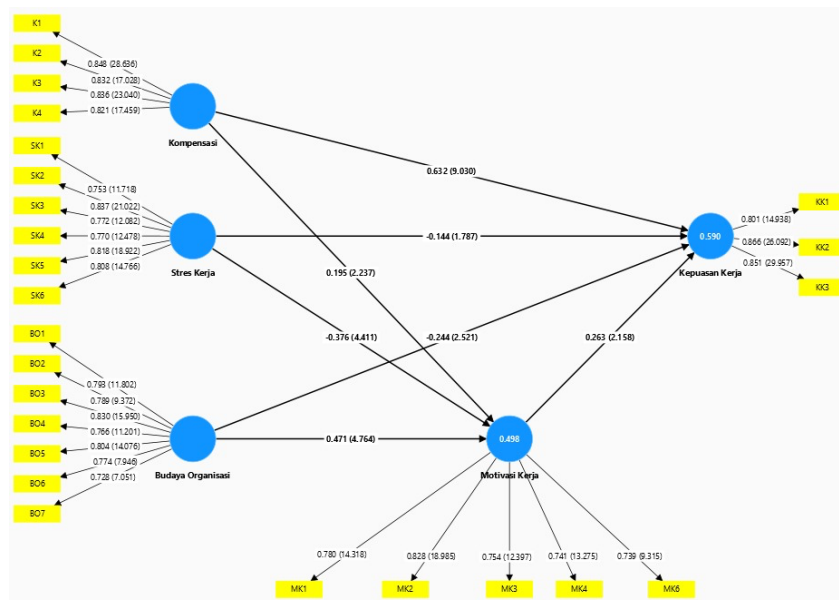 K1
K2
K3
K4
0.848 (28.636)
0.832 (17.028)
0.836 (23.040)
0.821 (17.459)
Kompensasi
SK1
SK2
SK3
SK4
SK5
SK6
0.753 (11.718)
0.837 (21.022)
0.772 (12.082)
0.770 (12.478)
0.818 (18.922)
0.808 (14.766)
Stres Kerja
BO1
BO2
BO3
BO4
BO5
BO6
BO7
0.793 (11.802)
0.789 (9.372)
0.830 (15.950)
0.766 (11.201)
0.804 (14.076)
0.774 (7.946)
0.728 (7.051)
Budaya Organisasi
0.632 (9.030)
-0.144 (1.787)
0.195 (2.237)
-0.376 (4.411)
-0.244 (2.521)
0.471 (4.764)
0.263 (2.158)
0.590
Kepuasan Kerja
0.801 (14.938)
0.866 (26.092)
0.851 (29.957)
KK1
KK2
KK3
0.498
Motivasi Kerja
0.780 (14.318)
0.828 (18.985)
0.754 (12.397)
0.741 (13.275)
0.739 (9.315)
MK1
MK2
MK3
MK4
MK6